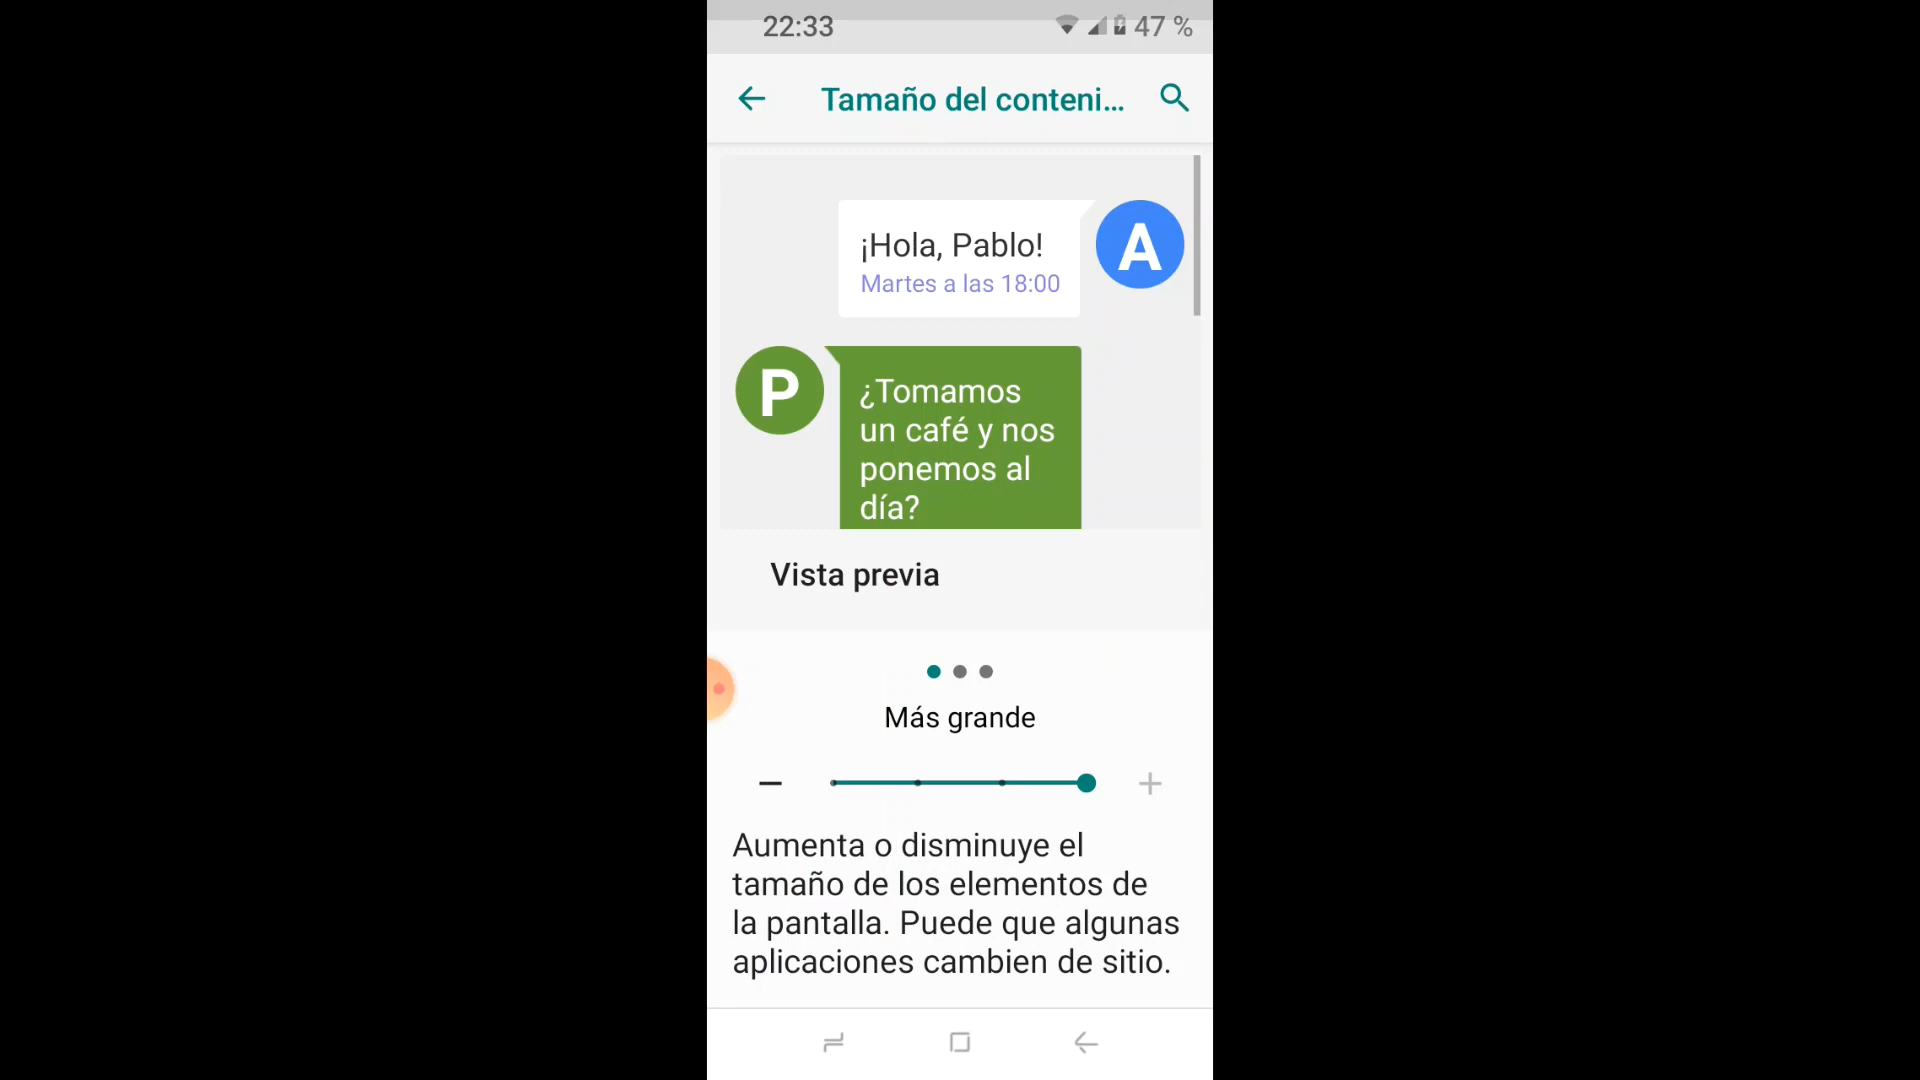 22:33 47 %
Tamaño del conteni...
¡Hola, Pablo!
Martes a las 18:00
A
P
¿Tomamos
un café y nos
ponemos al
día?
Vista previa
Más grande
Aumenta o disminuye el
tamaño de los elementos de
la pantalla. Puede que algunas
aplicaciones cambien de sitio.